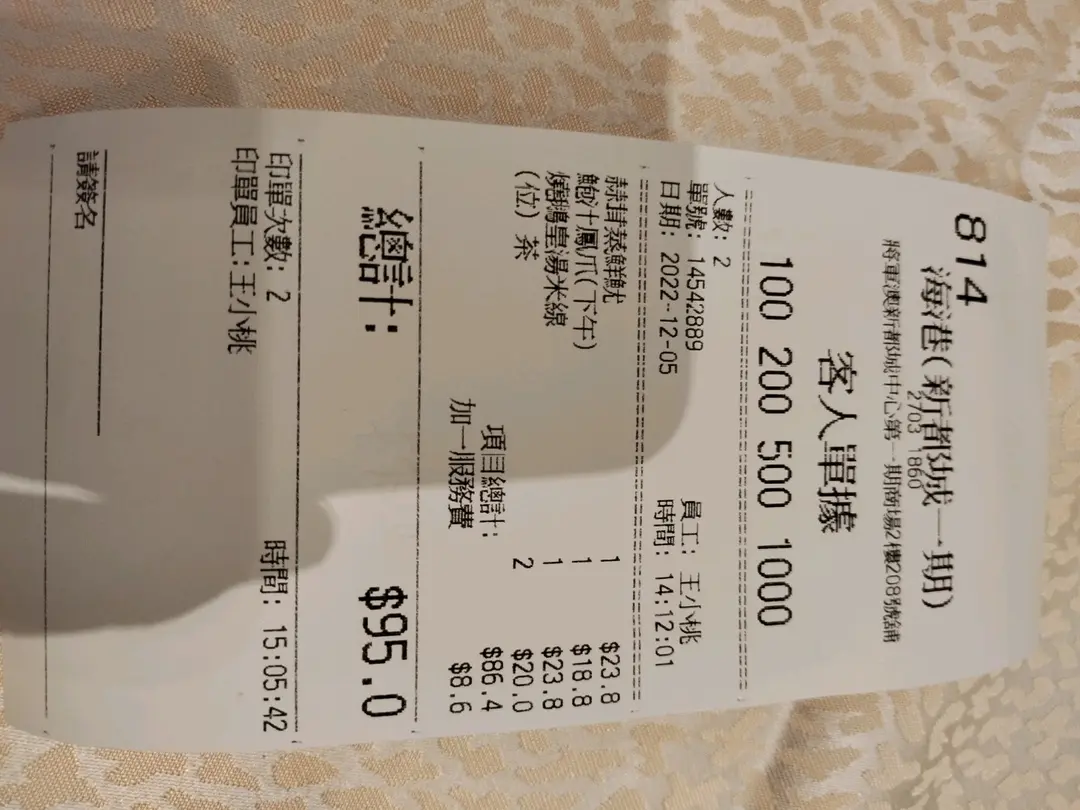 814
海港(新都城一期)
2703 1860
將軍澳新都城中心第一期商場2樓208號舖
客人單據
100 200 500 1000
人數: 2
單號: 14542889 員工: 王小桃
日期: 2022-12-05 時間: 14:12:01
蒸鮮魷 1 $23.8
鮑汁鳳爪(下午) 1 $18.8
燒鵝皇湯米線 1 $23.8
(位) 茶 2 $20.0
項目總計: $86.4
加一服務費 $8.6
總計: $95.0
印單次數: 2 時間: 15:05:42
印單員工:王小桃
請簽名